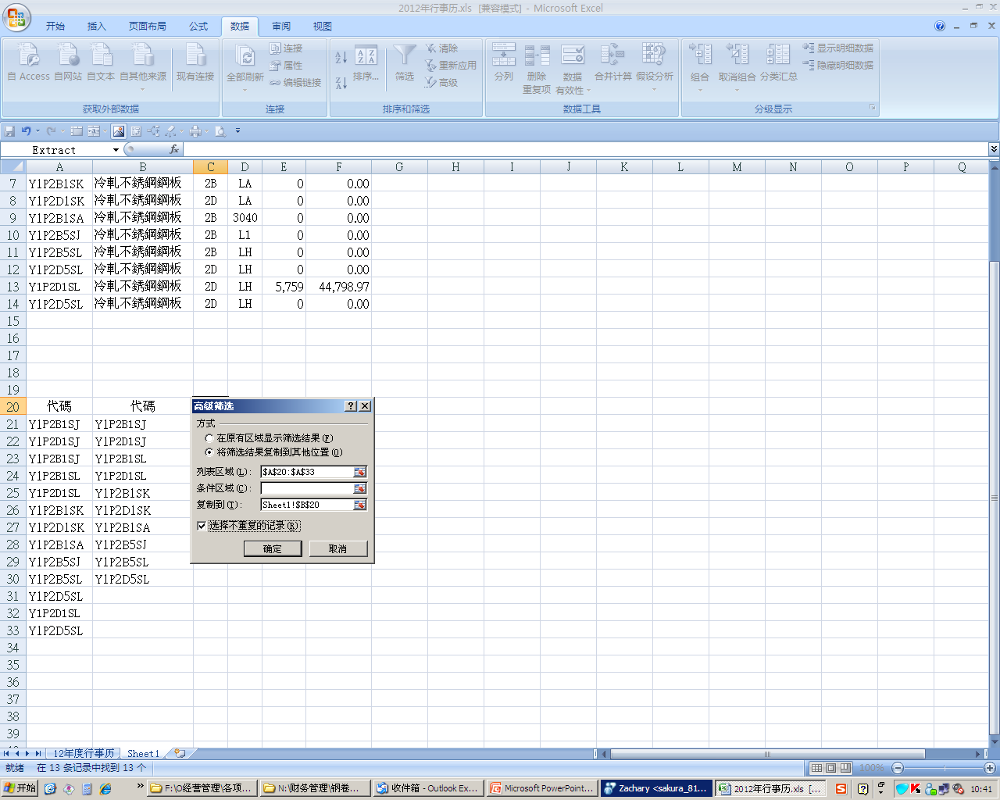 2012年行事历.xls [兼容模式] - Microsoft Excel
开始 插入 页面布局 公式 数据 审阅 视图
自 Access 自网站 自文本 自其他来源 现有连接 全部刷新 连接 属性 编辑链接 排序... 筛选 清除 重新应用 高级 分列 删除 重复项 数据 有效性 合并计算 假设分析 组合 取消组合 分类汇总 显示明细数据 隐藏明细数据
获取外部数据 连接 排序和筛选 数据工具 分级显示
Extract fx
A B C D E F G H I J K L M N O P Q
7 Y1P2B1SK 冷軋不銹鋼鋼板 2B LA 0 0.00
8 Y1P2D1SK 冷軋不銹鋼鋼板 2D LA 0 0.00
9 Y1P2B1SA 冷軋不銹鋼鋼板 2B 3040 0 0.00
10 Y1P2B5SJ 冷軋不銹鋼鋼板 2B L1 0 0.00
11 Y1P2B5SL 冷軋不銹鋼鋼板 2B LH 0 0.00
12 Y1P2D5SL 冷軋不銹鋼鋼板 2D LH 0 0.00
13 Y1P2D1SL 冷軋不銹鋼鋼板 2D LH 5,759 44,798.97
14 Y1P2D5SL 冷軋不銹鋼鋼板 2D LH 0 0.00
15
16
17
18
19
20 代碼 代碼
21 Y1P2B1SJ Y1P2B1SJ
22 Y1P2D1SJ Y1P2D1SJ
23 Y1P2B1SJ Y1P2B1SL
24 Y1P2B1SL Y1P2D1SL
25 Y1P2D1SL Y1P2B1SK
26 Y1P2B1SK Y1P2D1SK
27 Y1P2D1SK Y1P2B1SA
28 Y1P2B1SA Y1P2B5SJ
29 Y1P2B5SJ Y1P2B5SL
30 Y1P2B5SL Y1P2D5SL
31 Y1P2D5SL
32 Y1P2D1SL
33 Y1P2D5SL
34
35
36
37
38
39
高级筛选
方式
在原有区域显示筛选结果(F)
将筛选结果复制到其他位置(O)
列表区域(L): $A$20:$A$33
条件区域(C):
复制到(T): Sheet1!$B$20
选择不重复的记录(R)
确定 取消
12年度行事历 Sheet1
就绪 在 13 条记录中找到 13 个 100%
开始 F:\O经营管理\各项... N:\财务管理\钢卷... 收件箱 - Outlook Ex... Microsoft PowerPoint... Zachary <sakura_81... 2012年行事历.xls [... 10:41